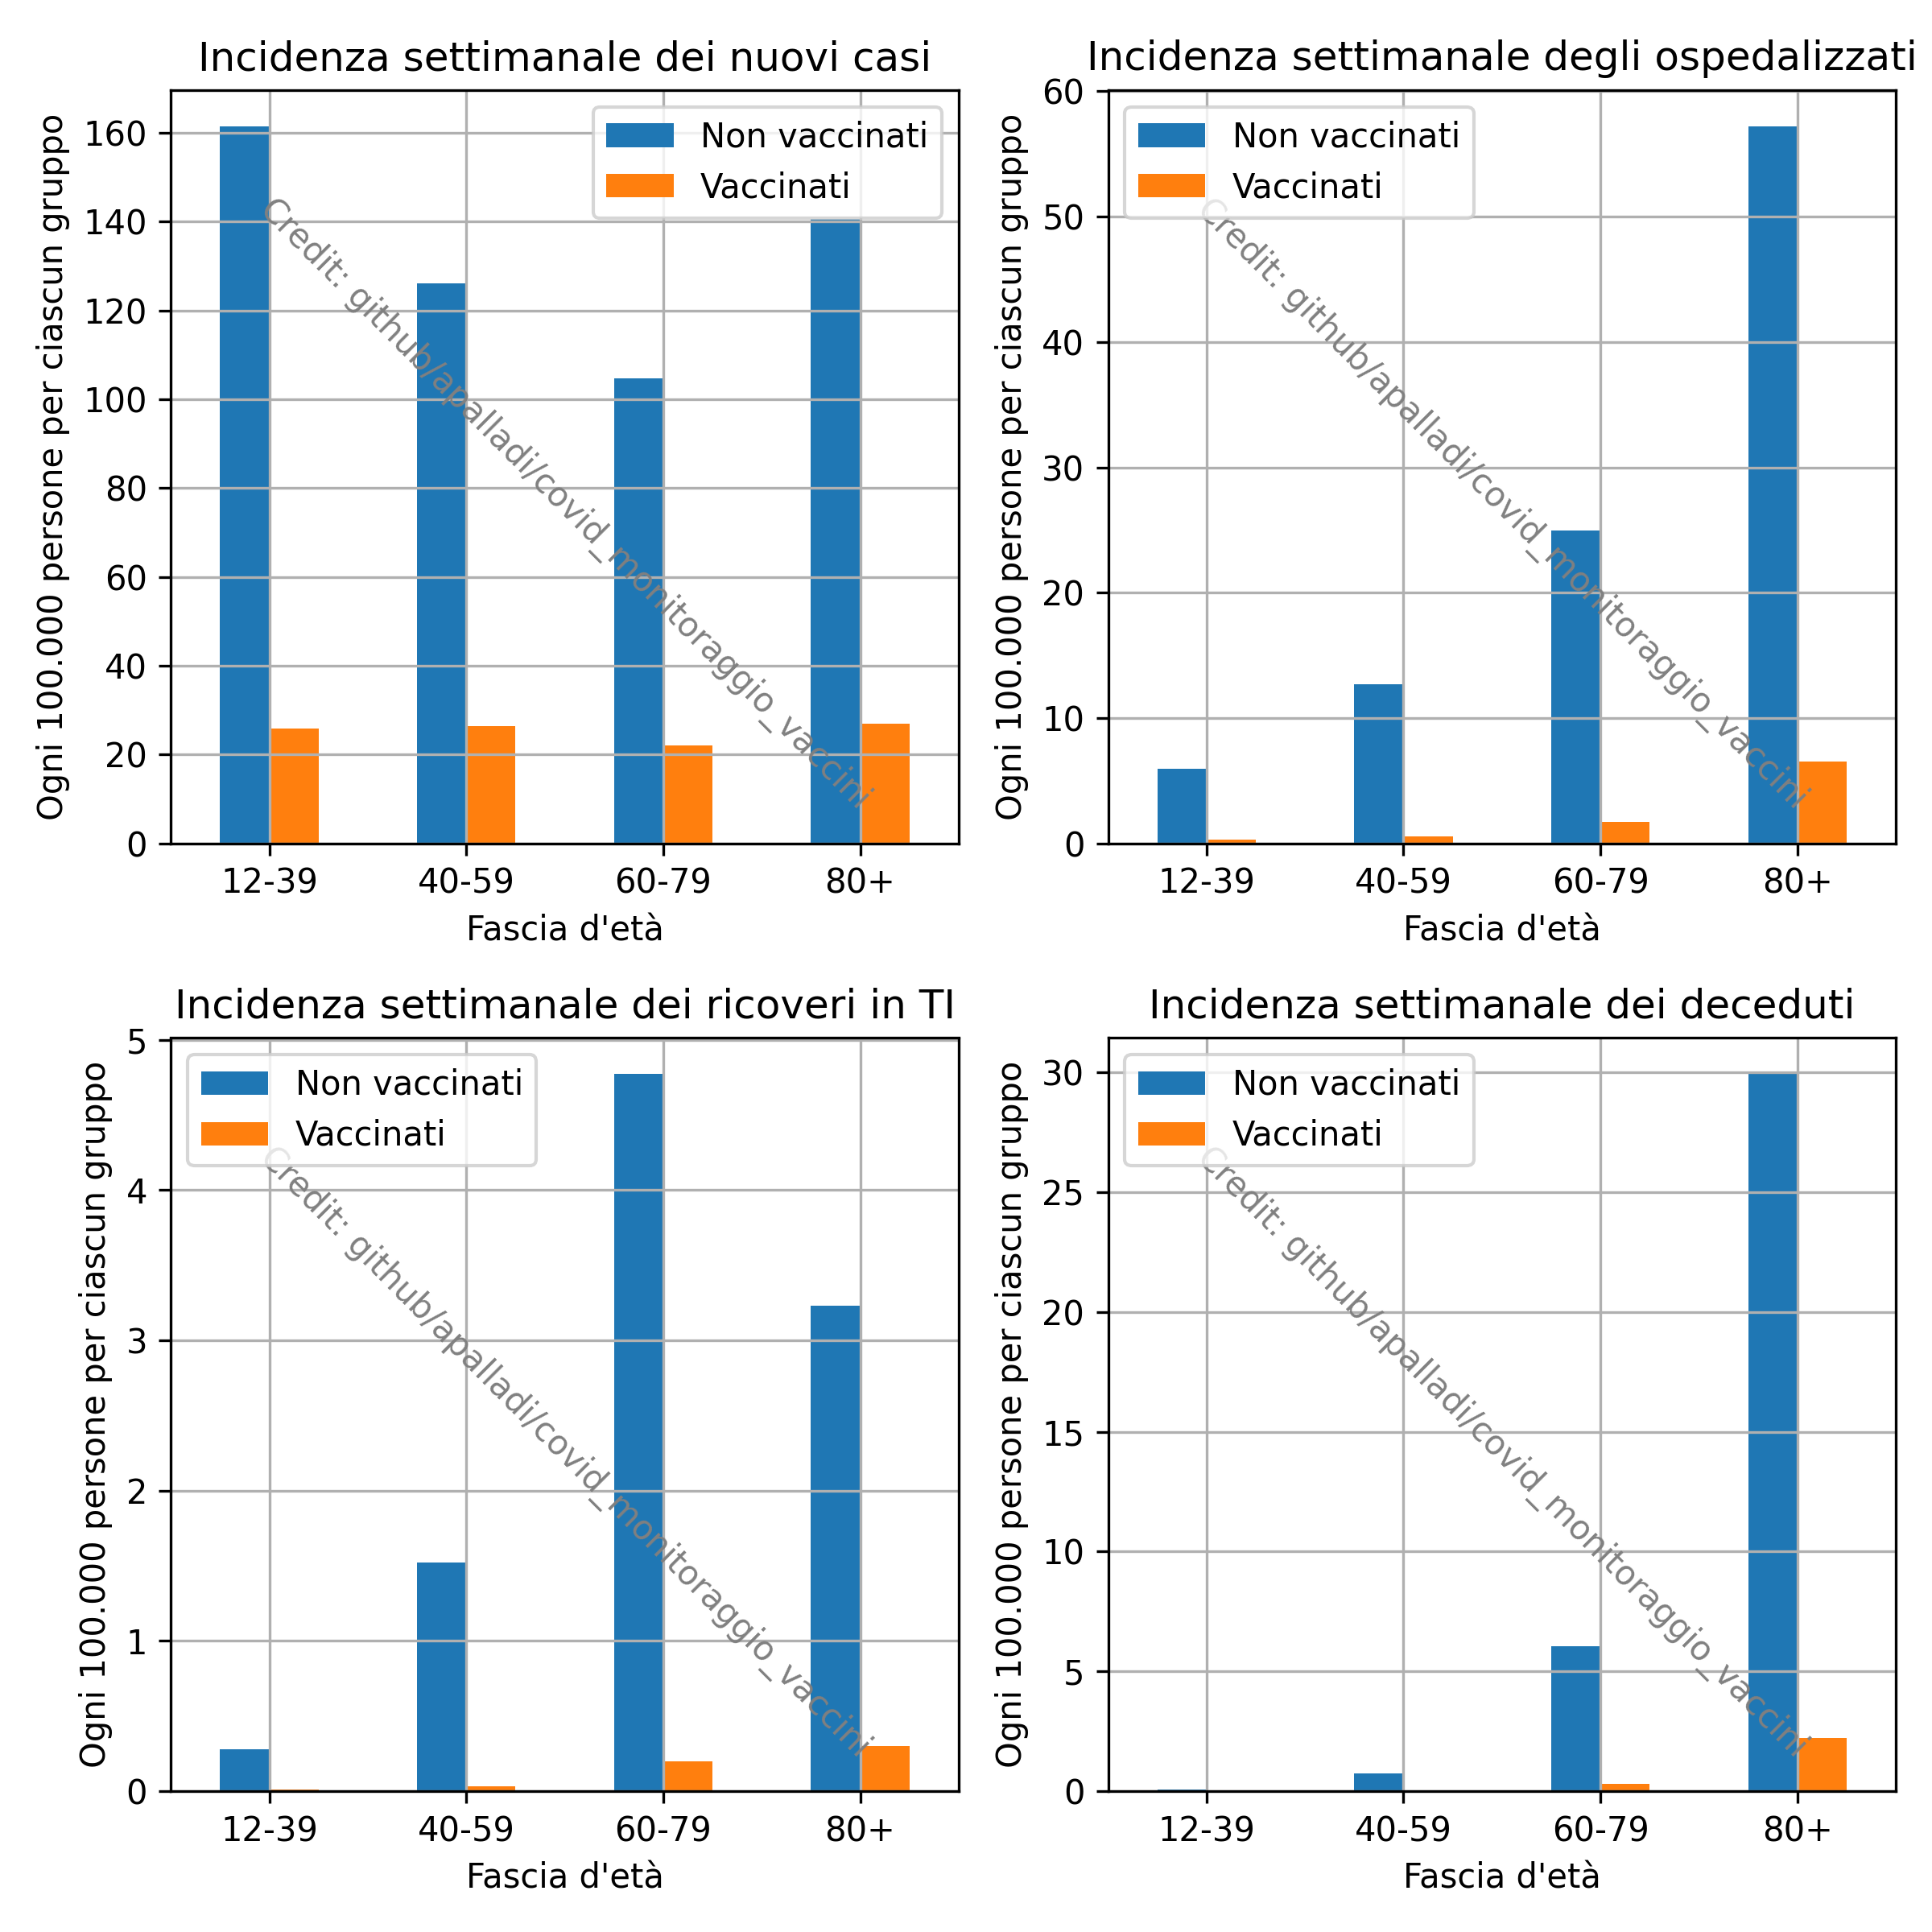 Incidenza settimanale dei nuovi casi
Ogni 100.000 persone per ciascun gruppo
160
140
120
100
80
60
40
20
0
Non vaccinati
Vaccinati
Credit: github/apalladi/covid_monitoraggio_vaccini
12-39 40-59 60-79 80+
Fascia d'età
Incidenza settimanale degli ospedalizzati
Ogni 100.000 persone per ciascun gruppo
60
50
40
30
20
10
0
Non vaccinati
Vaccinati
Credit: github/apalladi/covid_monitoraggio_vaccini
12-39 40-59 60-79 80+
Fascia d'età
Incidenza settimanale dei ricoveri in TI
Ogni 100.000 persone per ciascun gruppo
5
4
3
2
1
0
Non vaccinati
Vaccinati
Credit: github/apalladi/covid_monitoraggio_vaccini
12-39 40-59 60-79 80+
Fascia d'età
Incidenza settimanale dei deceduti
Ogni 100.000 persone per ciascun gruppo
30
25
20
15
10
5
0
Non vaccinati
Vaccinati
Credit: github/apalladi/covid_monitoraggio_vaccini
12-39 40-59 60-79 80+
Fascia d'età